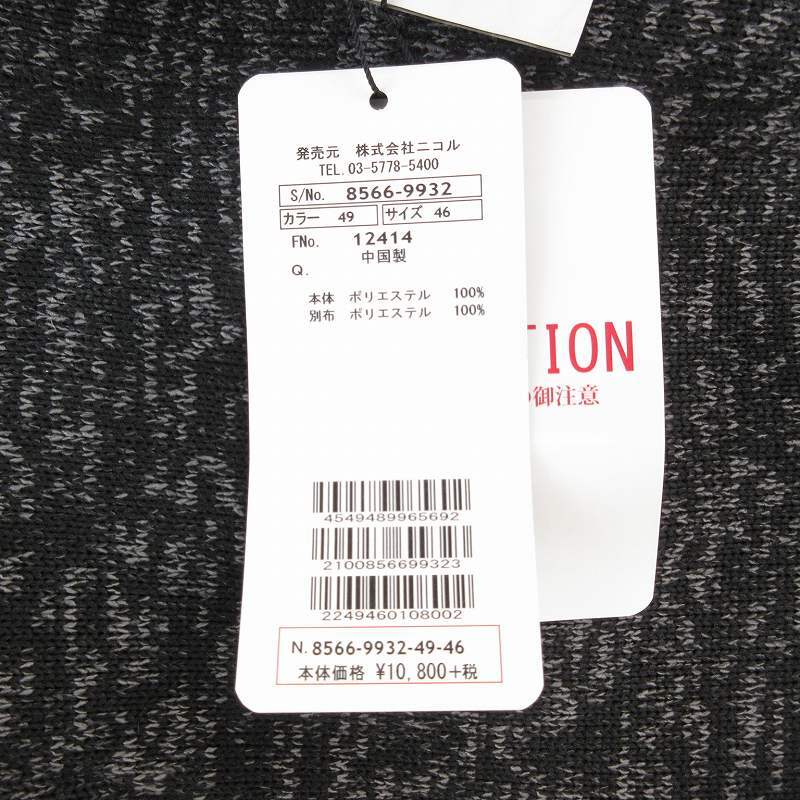 発売元 株式会社ニコル
TEL.03-5778-5400
S/No. 8566-9932
カラー 49 サイズ 46
FNo. 12414
中国製
Q.
本体 ポリエステル 100%
別布 ポリエステル 100%
TION
御注意
4549489965692
2100856699323
2249460108002
N.8566-9932-49-46
本体価格 ¥10,800+税